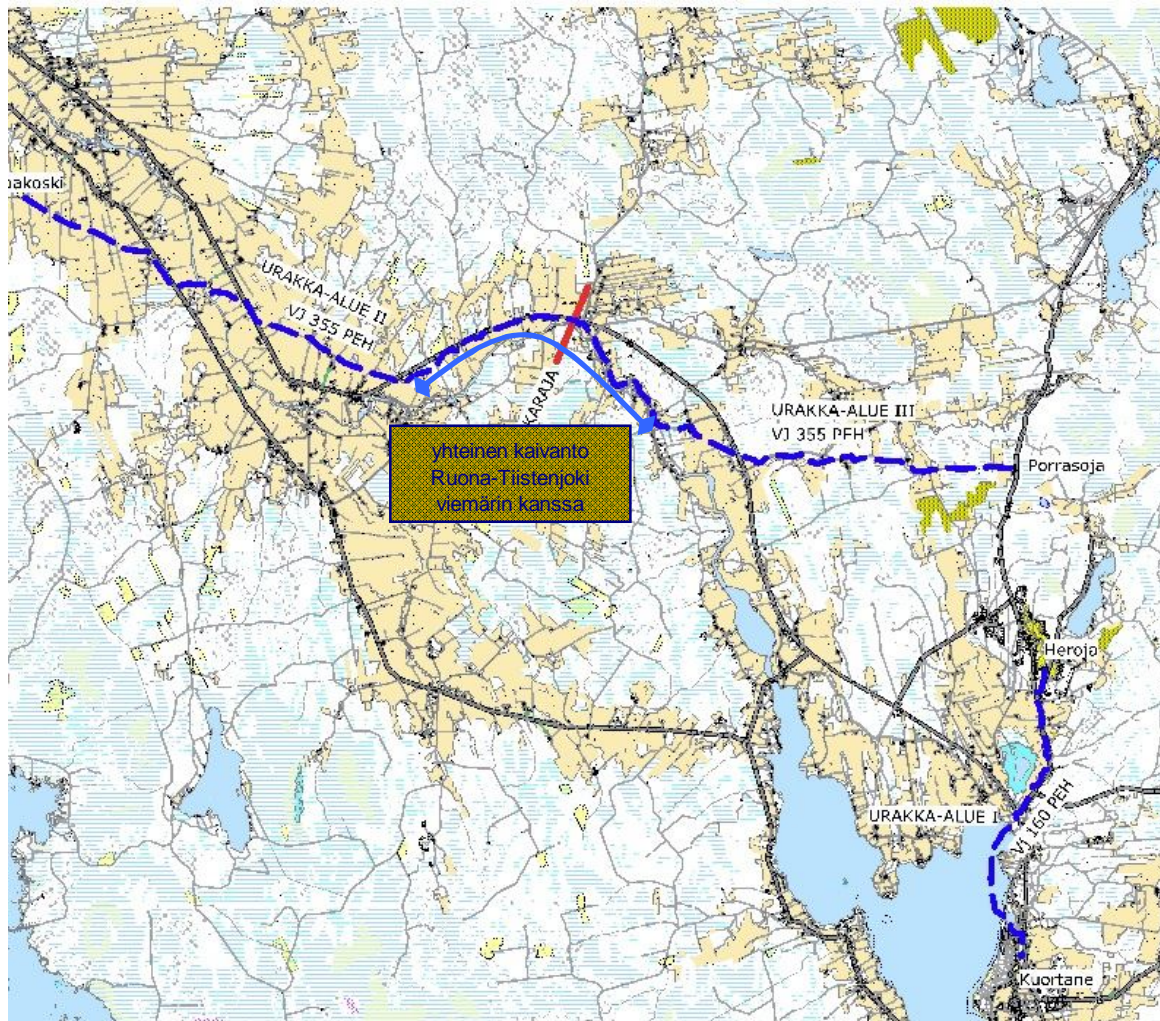 oakoski
URAKKA-ALUE II
VJ 355 PEH
KARAJA
yhteinen kaivanto
Ruona-Tiistenjoki
viemärin kanssa
URAKKA-ALUE III
VJ 355 PEH
Porrasoja
Heroja
URAKKA-ALUE I
VJ 160 PEH
Kuortane